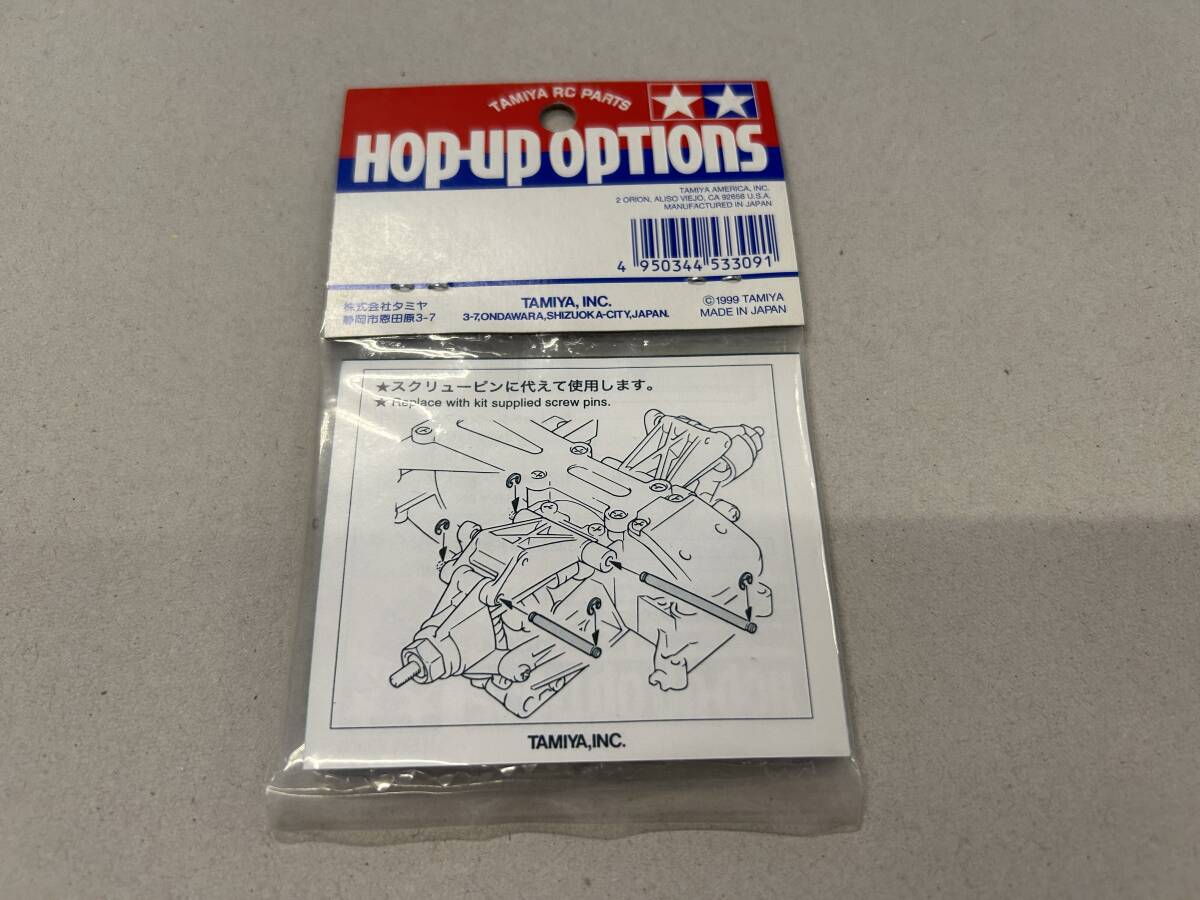 TAMIYA RC PARTS
HOP-UP OPTIONS
TAMIYA AMERICA, INC.
2 ORION, ALISO VIEJO, CA 92656 U.S.A.
MANUFACTURED IN JAPAN
4 950344 533091
株式会社タミヤ
静岡市恩田原3-7
TAMIYA, INC.
3-7,ONDAWARA,SHIZUOKA-CITY,JAPAN.
©1999 TAMIYA
MADE IN JAPAN
★スクリューピンに代えて使用します。
★ Replace with kit supplied screw pins.
TAMIYA,INC.